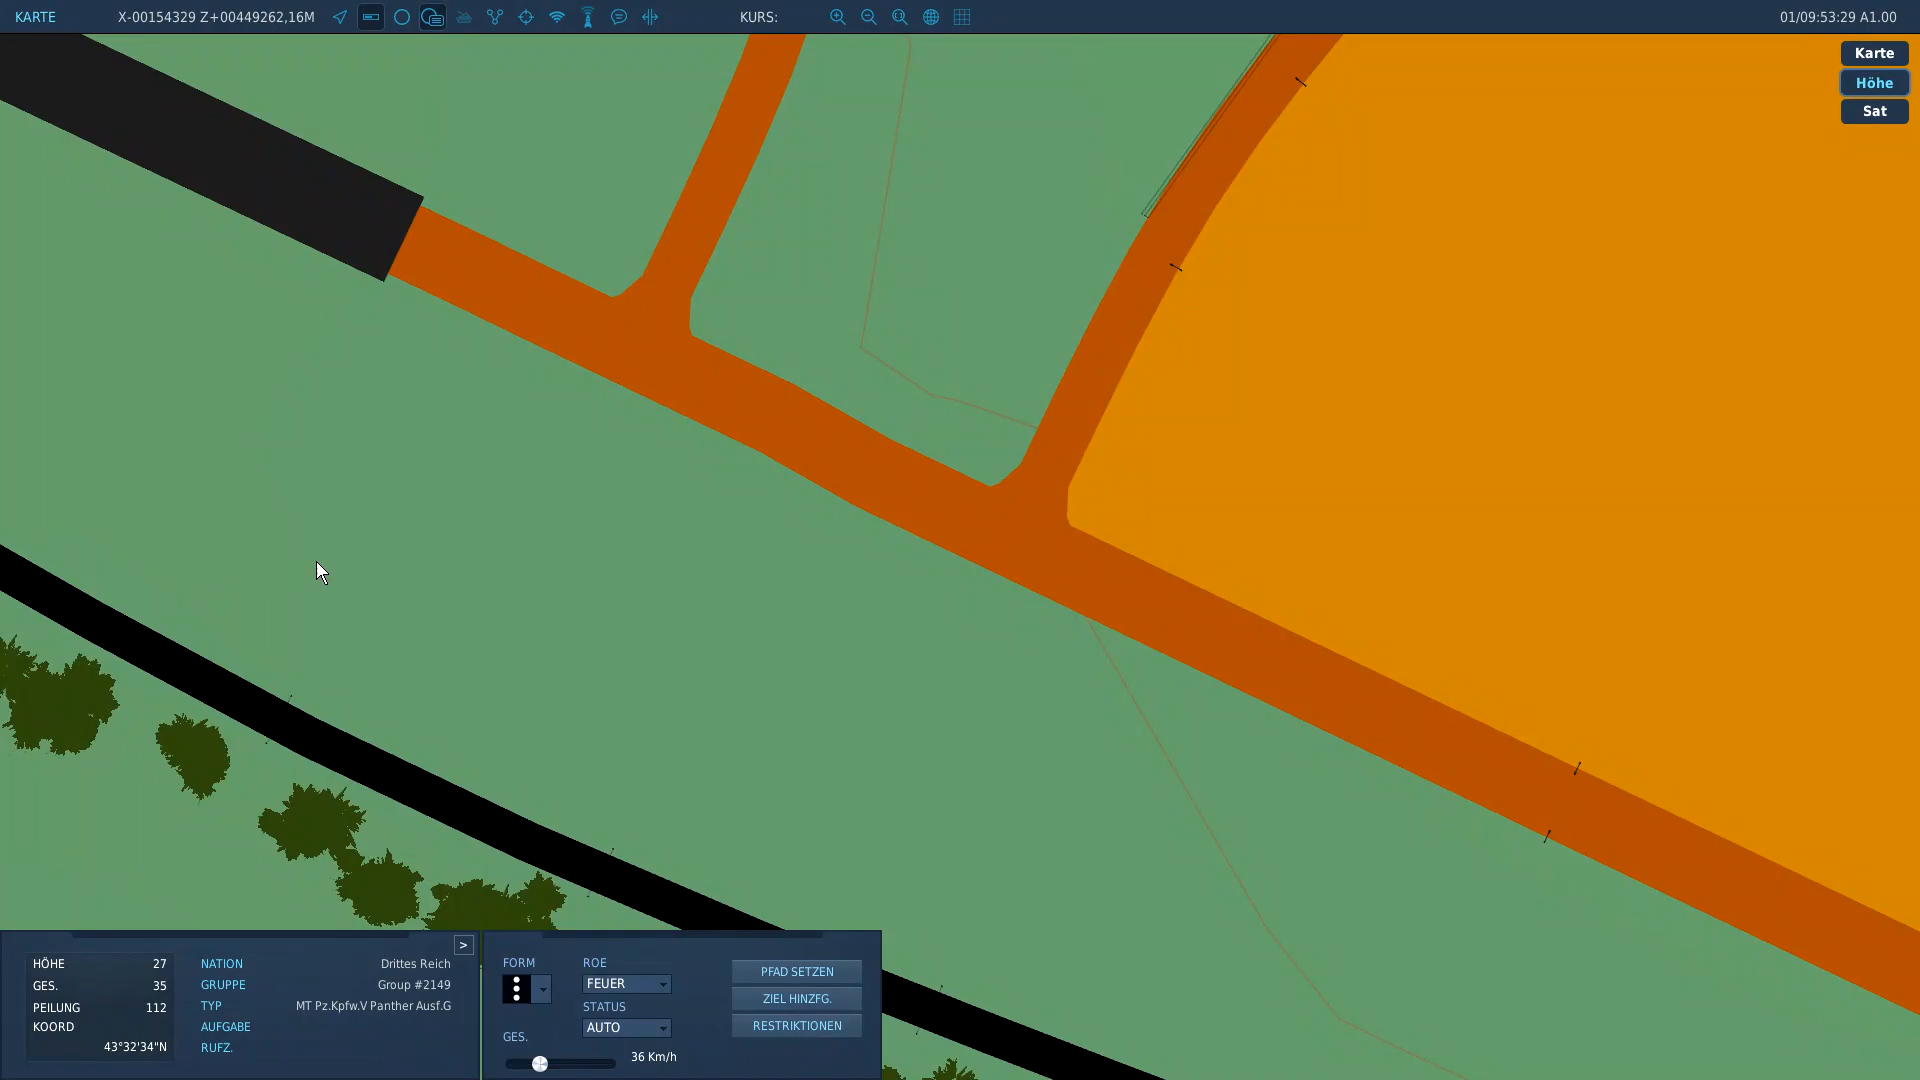 KARTE X-00154329 Z+00449262,16M KURS: 01/09:53:29 A1.00
Karte
Höhe
Sat
>
HÖHE 27
GES. 35
PEILUNG 112
KOORD
43°32'34"N
NATION Drittes Reich
GRUPPE Group #2149
TYP MT Pz.Kpfw.V Panther Ausf.G
AUFGABE
RUFZ.
FORM
ROE
FEUER
STATUS
AUTO
GES.
36 Km/h
PFAD SETZEN
ZIEL HINZFG.
RESTRIKTIONEN